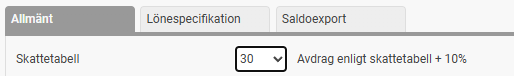 Allmänt Lönespecifikation Saldoexport
Skattetabell 30 Avdrag enligt skattetabell + 10%